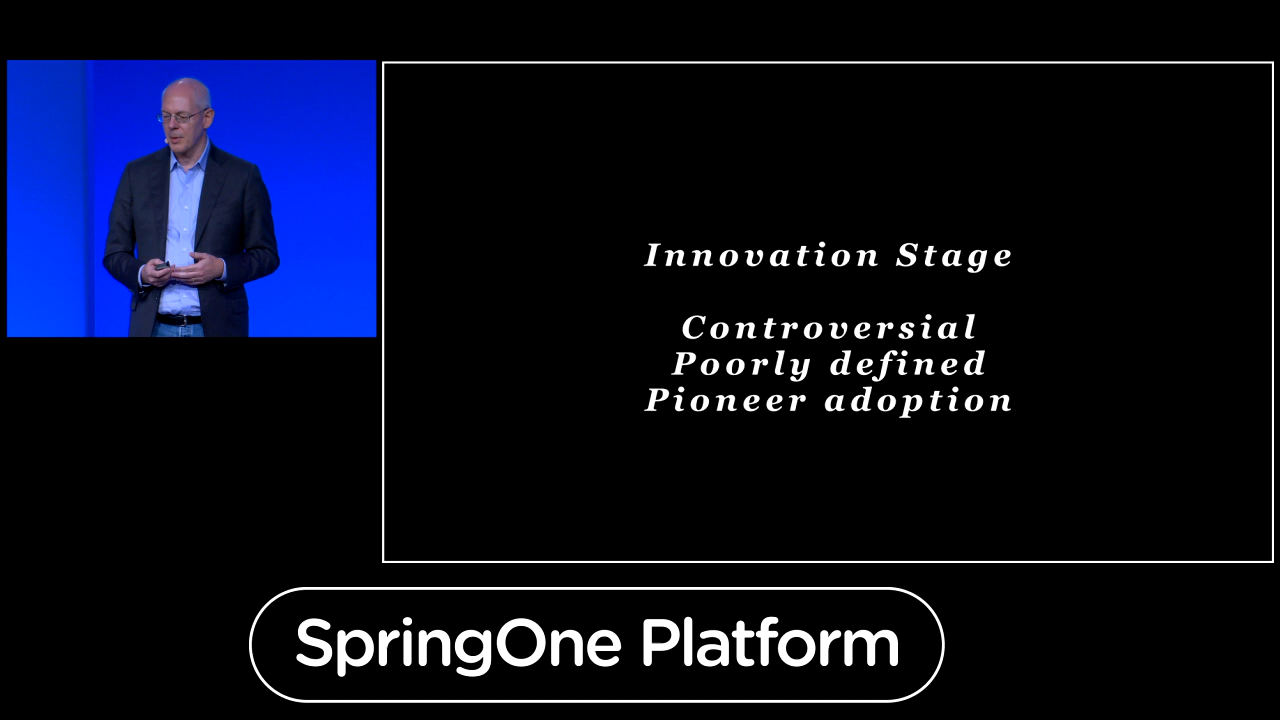 Innovation Stage
Controversial
Poorly defined
Pioneer adoption
SpringOne Platform